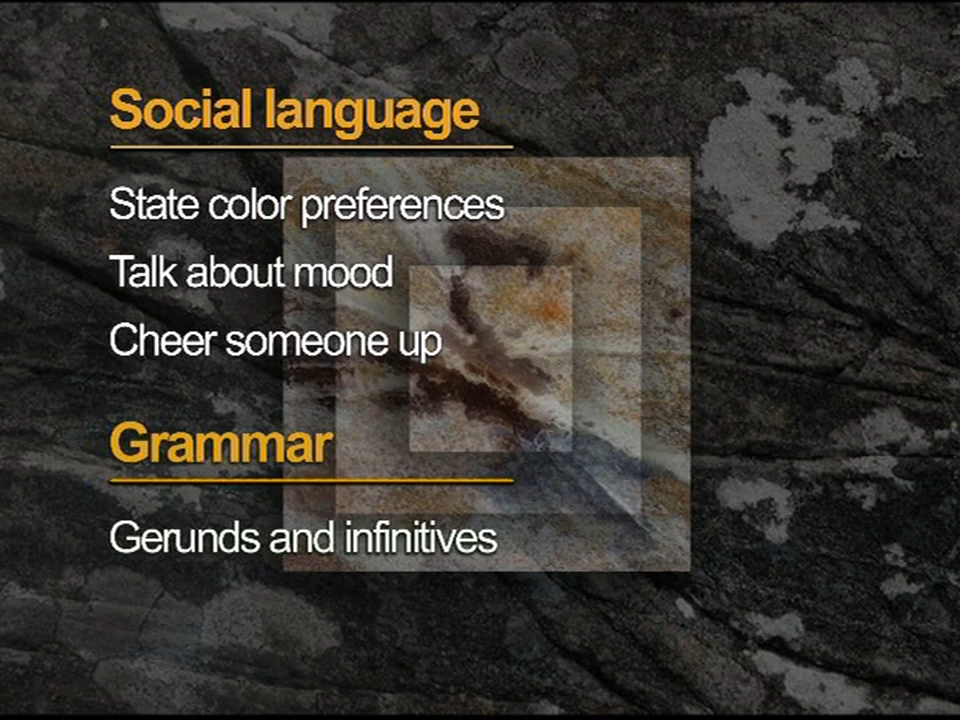 Social language
State color preferences
Talk about mood
Cheer someone up
Grammar
Gerunds and infinitives